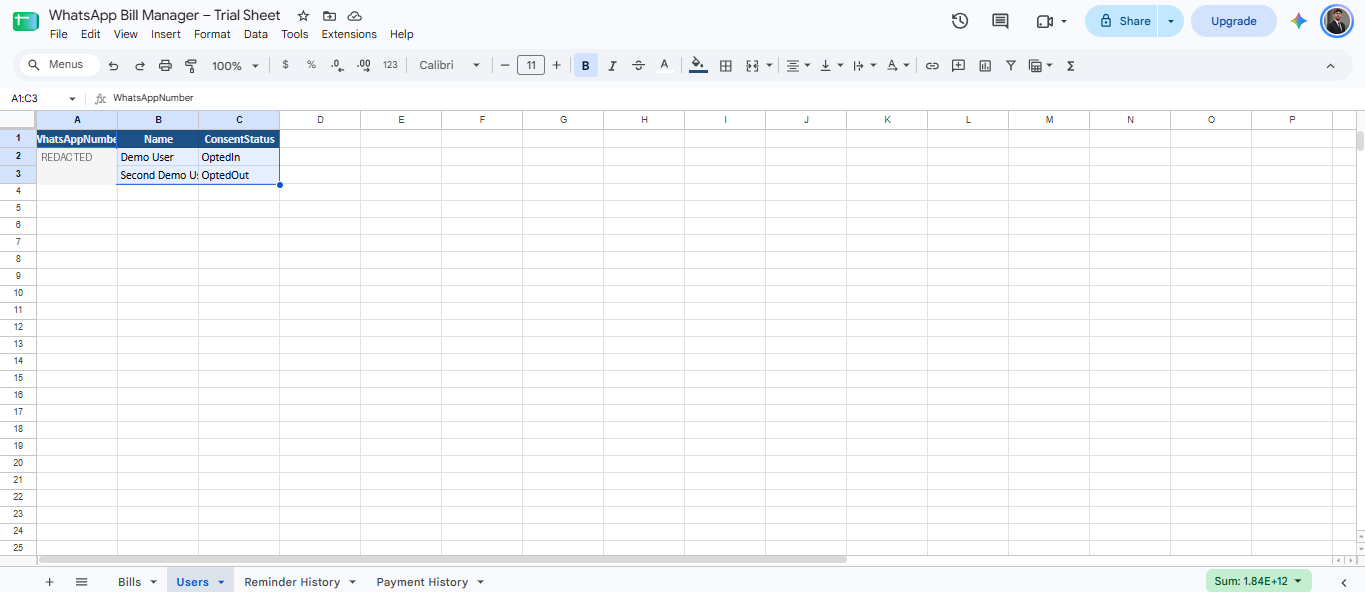 WhatsApp Bill Manager – Trial Sheet
File Edit View Insert Format Data Tools Extensions Help
Share
Upgrade
Menus
100%
$ % .0 .00 123
Calibri
11
B I A
A1:C3
fx WhatsAppNumber
A B C D E F G H I J K L M N O P
1 WhatsAppNumbe Name ConsentStatus
2 REDACTED Demo User OptedIn
3 Second Demo Us OptedOut
4
5
6
7
8
9
10
11
12
13
14
15
16
17
18
19
20
21
22
23
24
25
Bills Users Reminder History Payment History
Sum: 1.84E+12